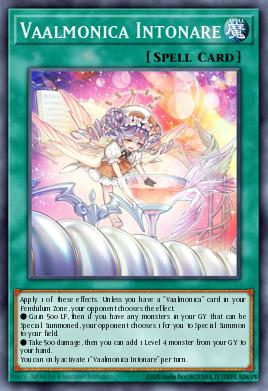 Vaalmonica Intonare
魔
[Spell Card]
Apply 1 of these effects. Unless you have a "Vaalmonica" card in your
Pendulum Zone, your opponent chooses the effect.
● Gain 500 LP, then if you have any monsters in your GY that can be
Special Summoned, your opponent chooses 1 for you to Special Summon
to your field.
● Take 500 damage, then you can add 1 Level 4 monster from your GY to
your hand.
You can only activate 1 "Vaalmonica Intonare" per turn.